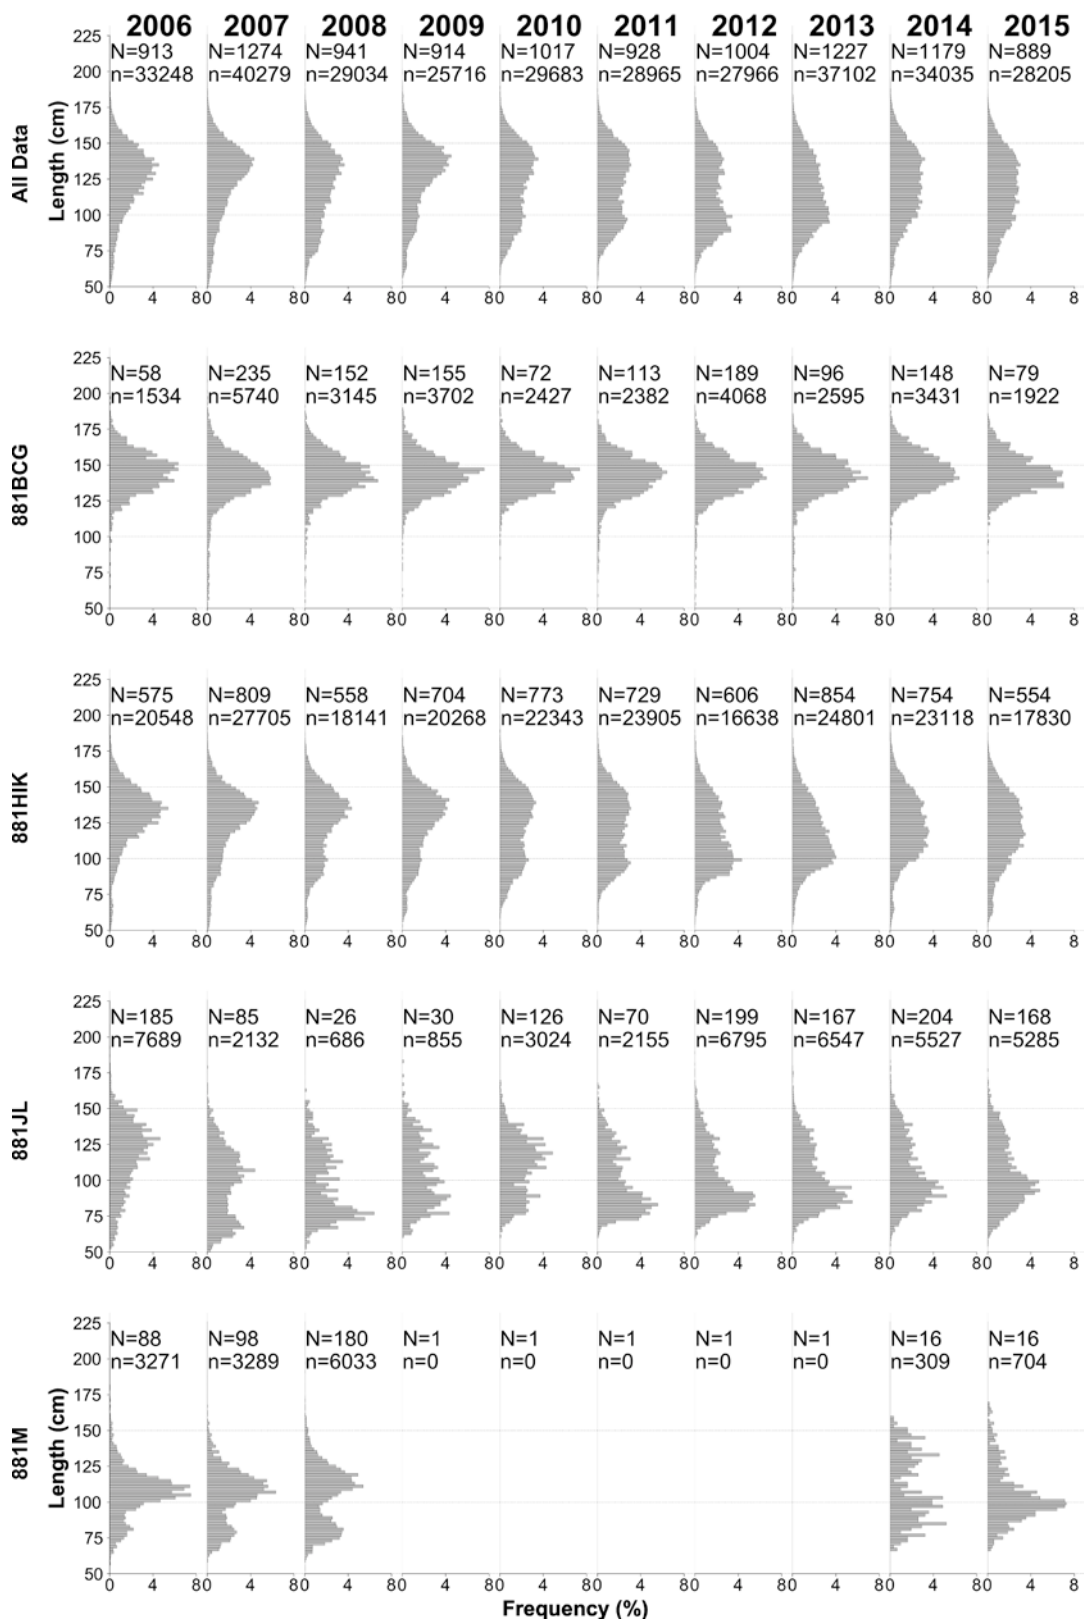 2006 2007 2008 2009 2010 2011 2012 2013 2014 2015
All Data
Length (cm)
225
200
175
150
125
100
75
50
N=913 N=1274 N=941 N=914 N=1017 N=928 N=1004 N=1227 N=1179 N=889
n=33248 n=40279 n=29034 n=25716 n=29683 n=28965 n=27966 n=37102 n=34035 n=28205
0 4 80 4 80 4 80 4 80 4 80 4 80 4 80 4 80 4 80 4 8
881BCG
225
200
175
150
125
100
75
50
N=58 N=235 N=152 N=155 N=72 N=113 N=189 N=96 N=148 N=79
n=1534 n=5740 n=3145 n=3702 n=2427 n=2382 n=4068 n=2595 n=3431 n=1922
0 4 80 4 80 4 80 4 80 4 80 4 80 4 80 4 80 4 80 4 8
881HIK
225
200
175
150
125
100
75
50
N=575 N=809 N=558 N=704 N=773 N=729 N=606 N=854 N=754 N=554
n=20548 n=27705 n=18141 n=20268 n=22343 n=23905 n=16638 n=24801 n=23118 n=17830
0 4 80 4 80 4 80 4 80 4 80 4 80 4 80 4 80 4 80 4 8
881JL
225
200
175
150
125
100
75
50
N=185 N=85 N=26 N=30 N=126 N=70 N=199 N=167 N=204 N=168
n=7689 n=2132 n=686 n=855 n=3024 n=2155 n=6795 n=6547 n=5527 n=5285
0 4 80 4 80 4 80 4 80 4 80 4 80 4 80 4 80 4 80 4 8
881M
Length (cm)
225
200
175
150
125
100
75
50
N=88 N=98 N=180 N=1 N=1 N=1 N=1 N=1 N=16 N=16
n=3271 n=3289 n=6033 n=0 n=0 n=0 n=0 n=0 n=309 n=704
0 4 80 4 80 4 80 4 80 4 80 4 80 4 80 4 80 4 80 4 8
Frequency (%)